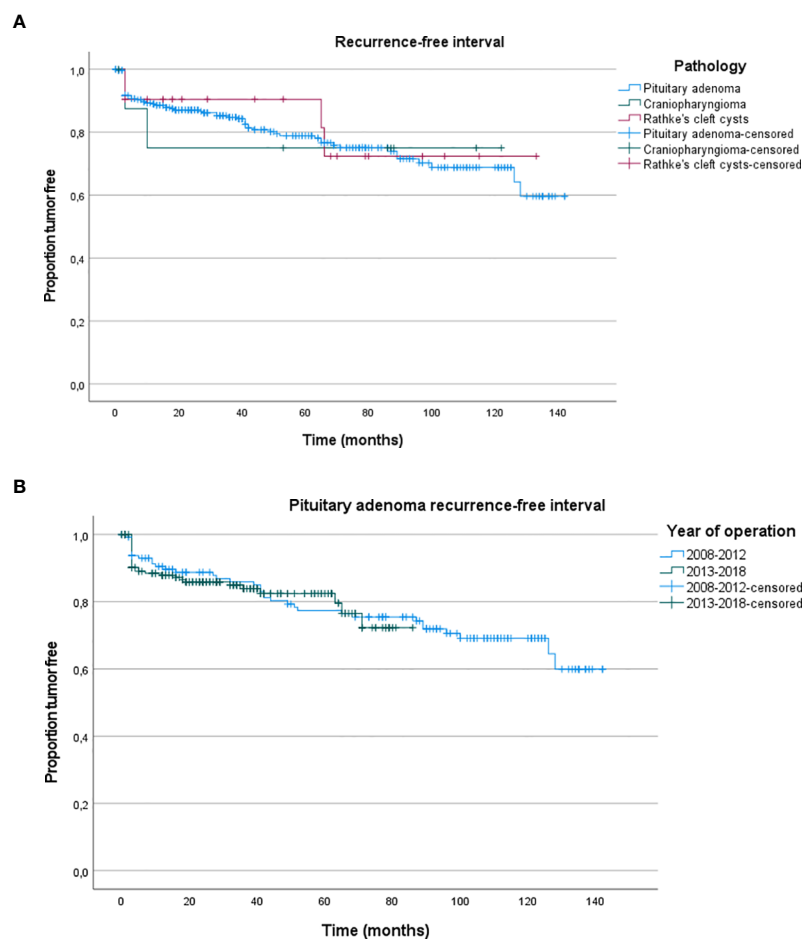 A
Recurrence-free interval
Pathology
Pituitary adenoma
Craniopharyngioma
Rathke's cleft cysts
Pituitary adenoma-censored
Craniopharyngioma-censored
Rathke's cleft cysts-censored
Proportion tumor free
1,0
0,8
0,6
0,4
0,2
0,0
0 20 40 60 80 100 120 140
Time (months)
B
Pituitary adenoma recurrence-free interval
Year of operation
2008-2012
2013-2018
2008-2012-censored
2013-2018-censored
Proportion tumor free
1,0
0,8
0,6
0,4
0,2
0,0
0 20 40 60 80 100 120 140
Time (months)